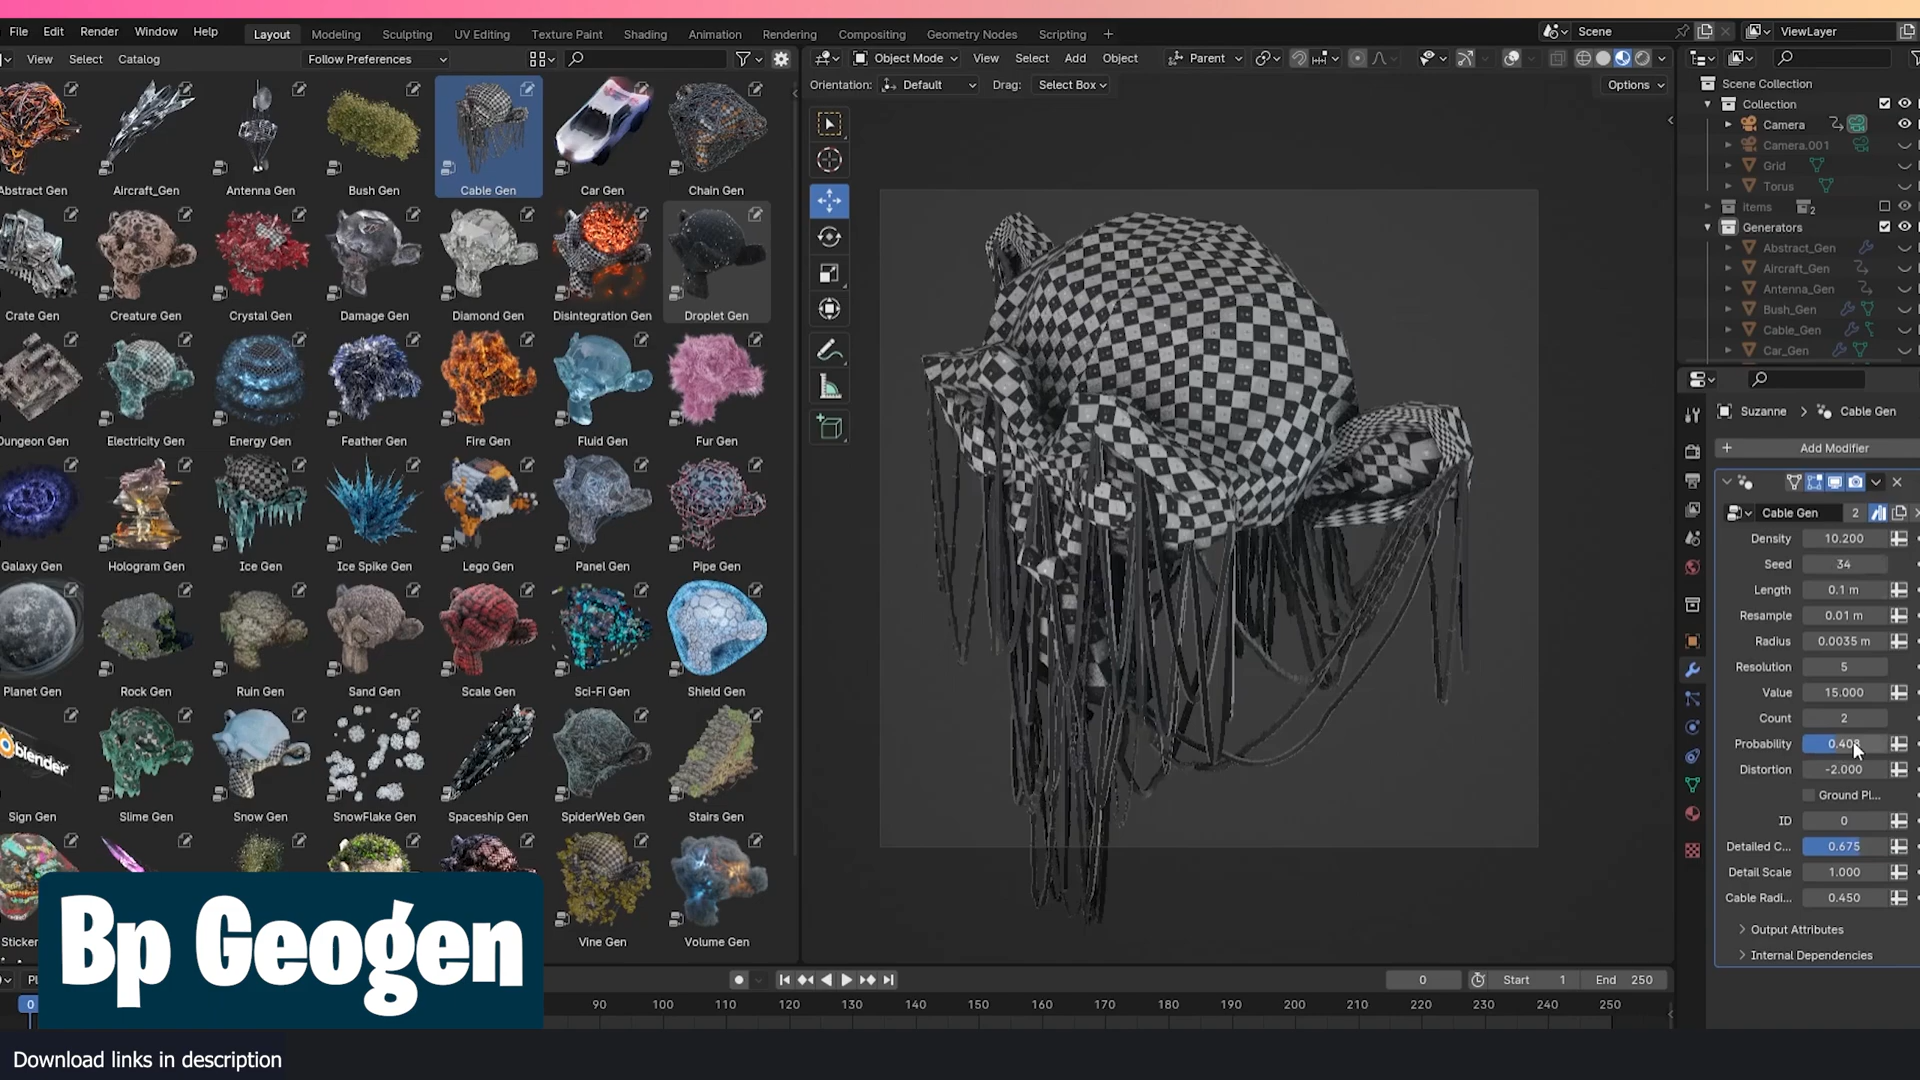 File Edit Render Window Help Layout Modeling Sculpting UV Editing Texture Paint Shading Animation Rendering Compositing Geometry Nodes Scripting + Scene ViewLayer
View Select Catalog Follow Preferences Object Mode View Select Add Object Parent
Orientation: Default Drag: Select Box Options
Abstract Gen Aircraft_Gen Antenna Gen Bush Gen Cable Gen Car Gen Chain Gen
Crate Gen Creature Gen Crystal Gen Damage Gen Diamond Gen Disintegration Gen Droplet Gen
Dungeon Gen Electricity Gen Energy Gen Feather Gen Fire Gen Fluid Gen Fur Gen
Galaxy Gen Hologram Gen Ice Gen Ice Spike Gen Lego Gen Panel Gen Pipe Gen
Planet Gen Rock Gen Ruin Gen Sand Gen Scale Gen Sci-Fi Gen Shield Gen
blender
Sign Gen Slime Gen Snow Gen SnowFlake Gen Spaceship Gen SpiderWeb Gen Stairs Gen
Sticker Vine Gen Volume Gen
Scene Collection
Collection
Camera
Camera.001
Grid
Torus
Items 2
Generators
Abstract_Gen
Aircraft_Gen
Antenna_Gen
Bush_Gen
Cable_Gen
Car_Gen
Suzanne > Cable Gen
+ Add Modifier
Cable Gen 2
Density 10.200
Seed 34
Length 0.1 m
Resample 0.01 m
Radius 0.0035 m
Resolution 5
Value 15.000
Count 2
Probability 0.408
Distortion -2.000
Ground Pl...
ID 0
Detailed C... 0.675
Detail Scale 1.000
Cable Radi... 0.450
Output Attributes
Internal Dependencies
Bp Geogen
0 Start 1 End 250
0 90 100 110 120 130 140 150 160 170 180 190 200 210 220 230 240 250
Download links in description